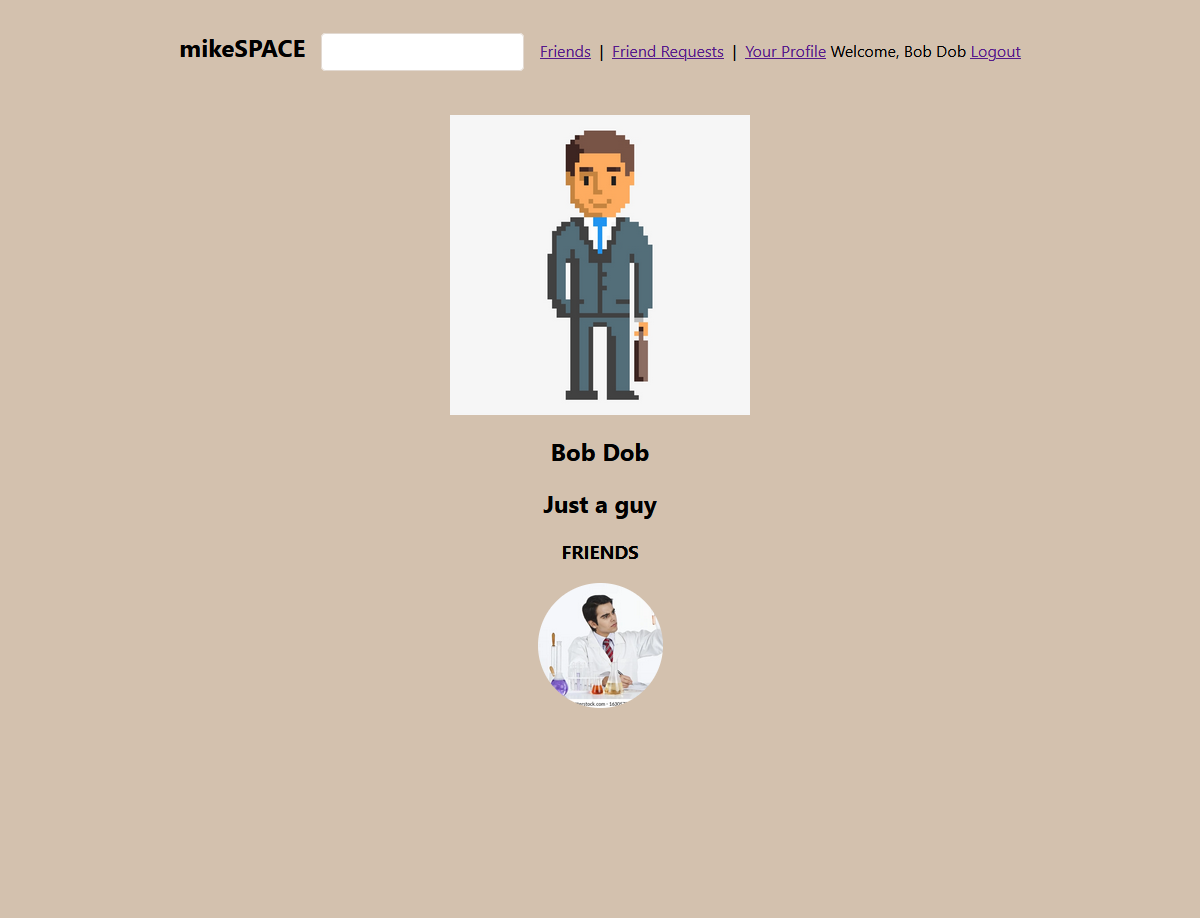 mikeSPACE Friends | Friend Requests | Your Profile Welcome, Bob Dob Logout
Bob Dob
Just a guy
FRIENDS